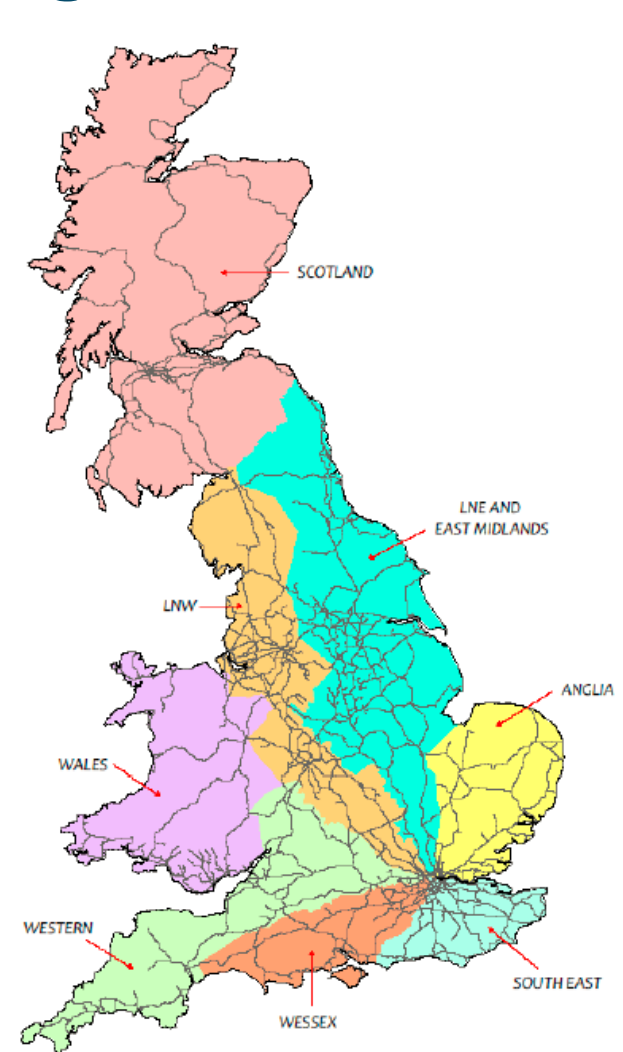 SCOTLAND
LNE AND
EAST MIDLANDS
LNW
ANGLIA
WALES
WESTERN
SOUTH EAST
WESSEX